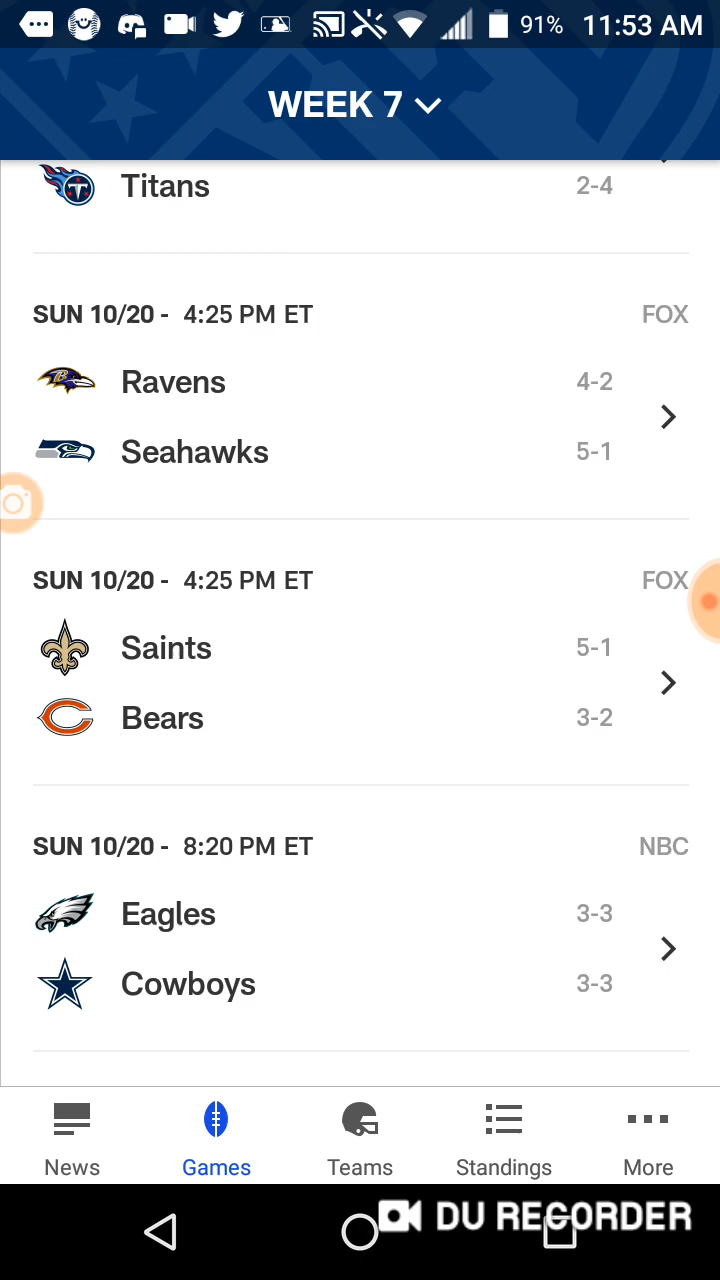 91% 11:53 AM
WEEK 7
Titans 2-4
SUN 10/20 - 4:25 PM ET FOX
Ravens 4-2
Seahawks 5-1
SUN 10/20 - 4:25 PM ET FOX
Saints 5-1
Bears 3-2
SUN 10/20 - 8:20 PM ET NBC
Eagles 3-3
Cowboys 3-3
News Games Teams Standings More
DU RECORDER